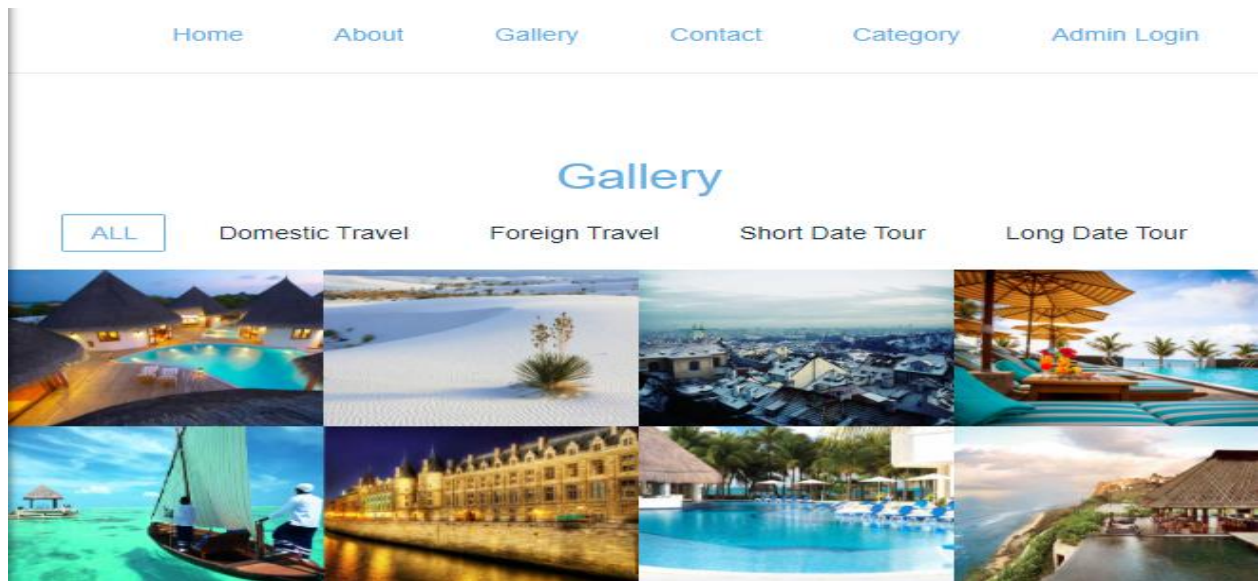 Home About Gallery Contact Category Admin Login
Gallery
ALL Domestic Travel Foreign Travel Short Date Tour Long Date Tour